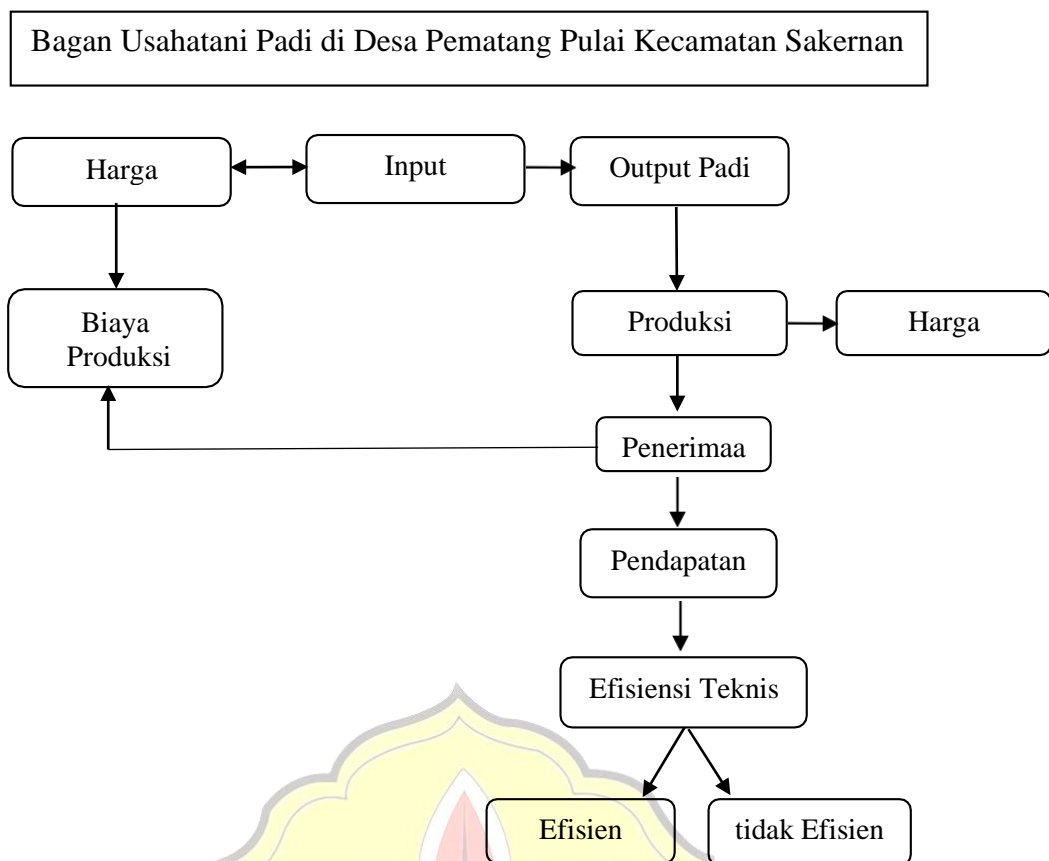 Bagan Usahatani Padi di Desa Pematang Pulai Kecamatan Sakernan
Harga
Input
Output Padi
Biaya
Produksi
Produksi
Harga
Penerimaa
Pendapatan
Efisiensi Teknis
Efisien
tidak Efisien